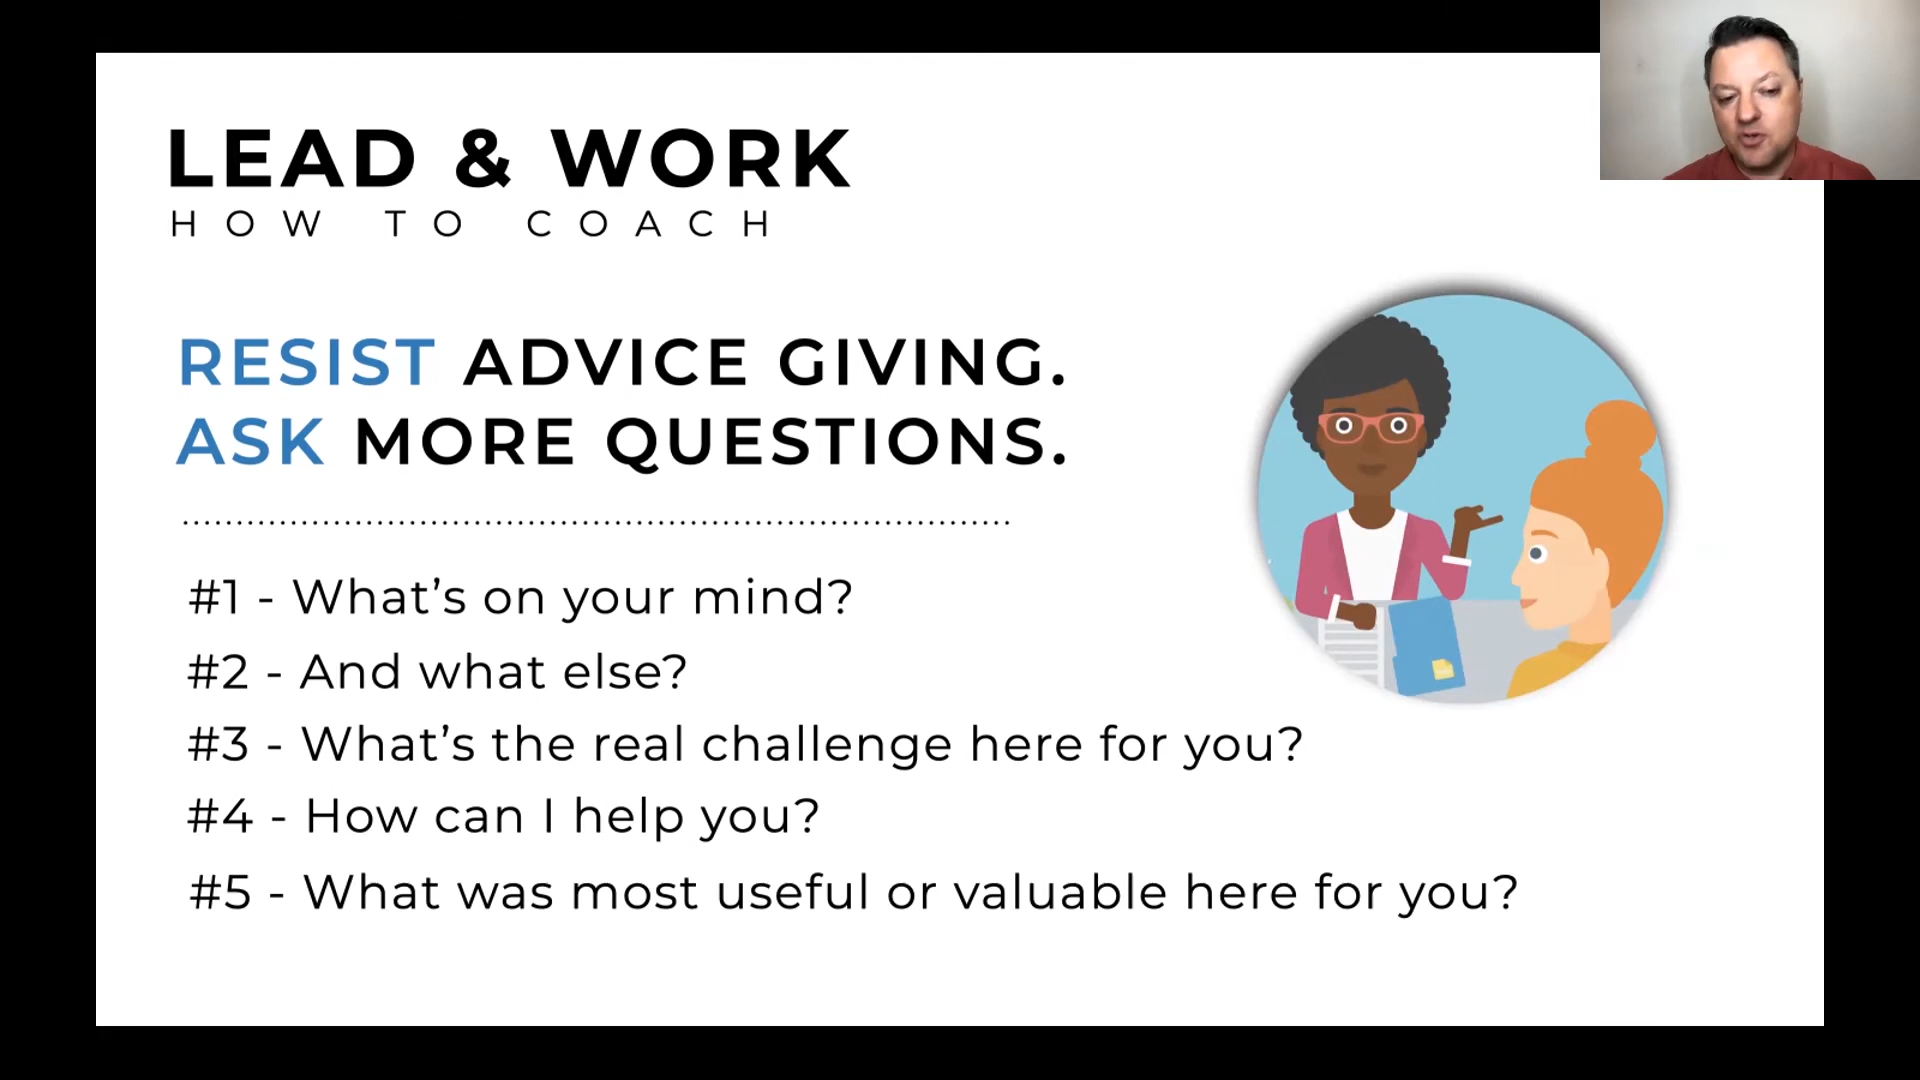 LEAD & WORK
HOW TO COACH
RESIST ADVICE GIVING.
ASK MORE QUESTIONS.
#1 - What’s on your mind?
#2 - And what else?
#3 - What’s the real challenge here for you?
#4 - How can I help you?
#5 - What was most useful or valuable here for you?